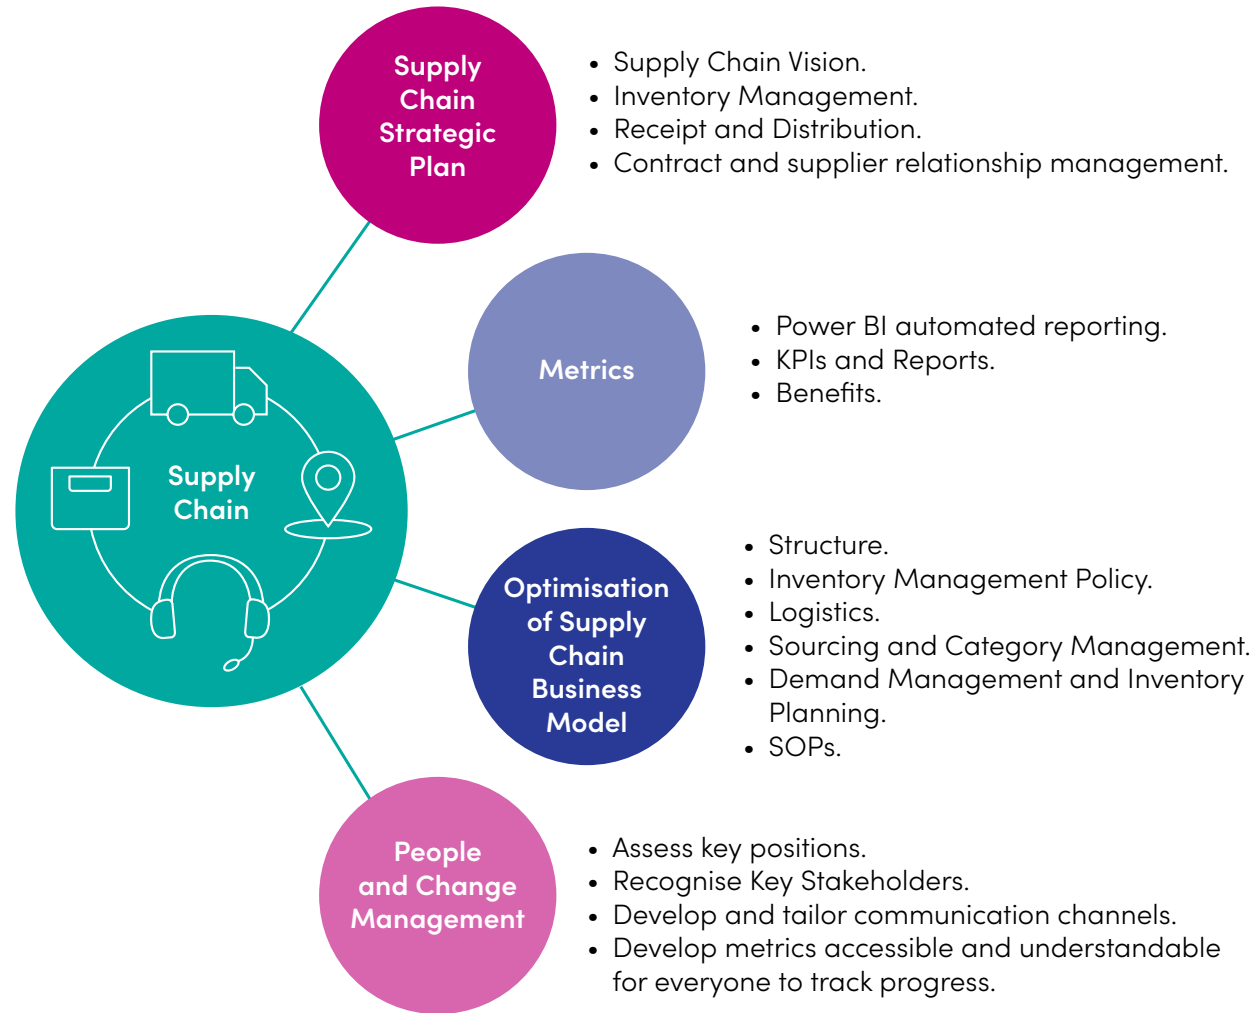 Supply
Chain
Strategic
Plan
• Supply Chain Vision.
• Inventory Management.
• Receipt and Distribution.
• Contract and supplier relationship management.
Metrics
• Power BI automated reporting.
• KPIs and Reports.
• Benefits.
Supply
Chain
Optimisation
of Supply
Chain
Business
Model
• Structure.
• Inventory Management Policy.
• Logistics.
• Sourcing and Category Management.
• Demand Management and Inventory
Planning.
• SOPs.
People
and Change
Management
• Assess key positions.
• Recognise Key Stakeholders.
• Develop and tailor communication channels.
• Develop metrics accessible and understandable
for everyone to track progress.